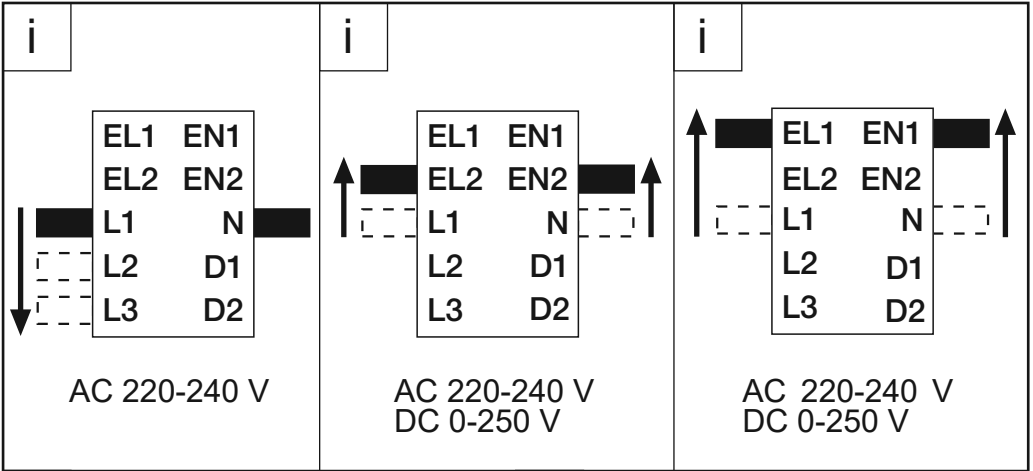 i
EL1 EN1
EL2 EN2
L1 N
L2 D1
L3 D2
AC 220-240 V
i
EL1 EN1
EL2 EN2
L1 N
L2 D1
L3 D2
AC 220-240 V
DC 0-250 V
i
EL1 EN1
EL2 EN2
L1 N
L2 D1
L3 D2
AC 220-240 V
DC 0-250 V